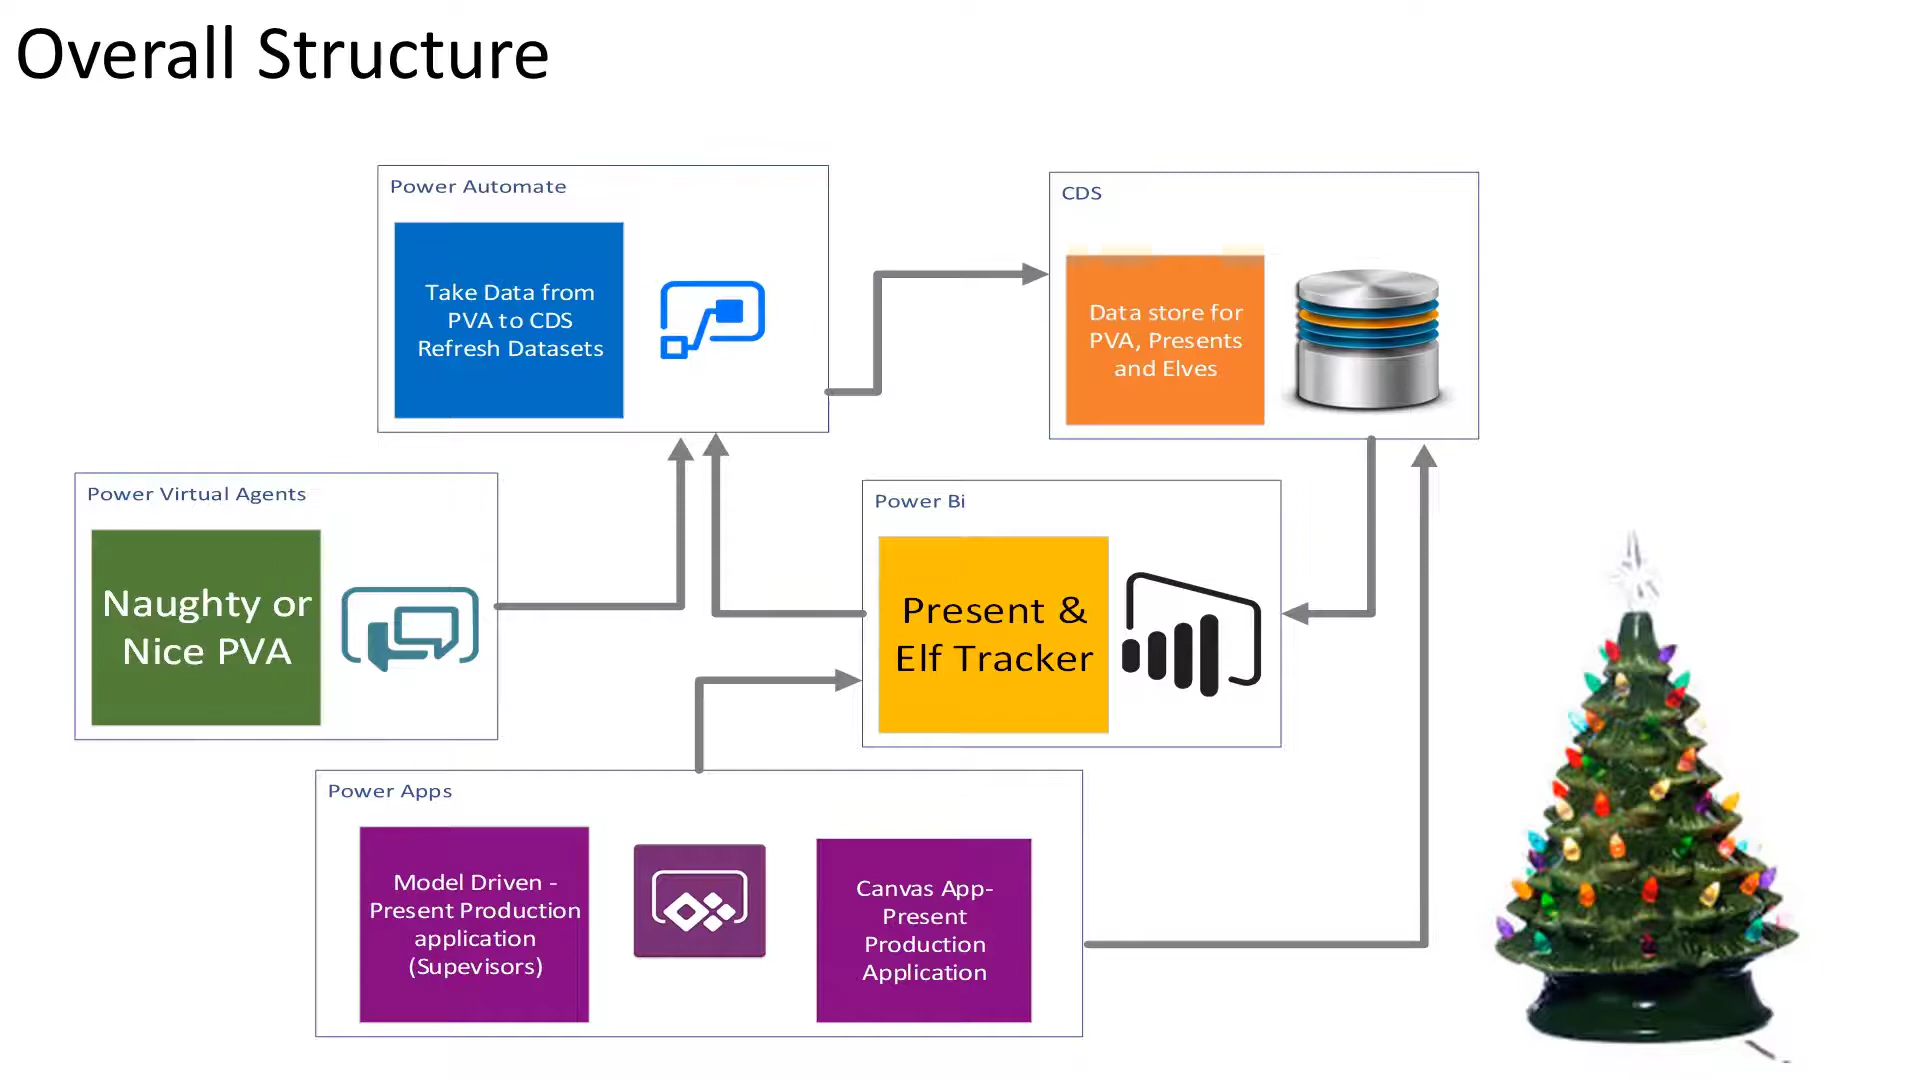 Overall Structure
Power Automate
Take Data from
PVA to CDS
Refresh Datasets
CDS
Data store for
PVA, Presents
and Elves
Power Virtual Agents
Naughty or
Nice PVA
Power Bi
Present &
Elf Tracker
Power Apps
Model Driven -
Present Production
application
(Supevisors)
Canvas App-
Present
Production
Application